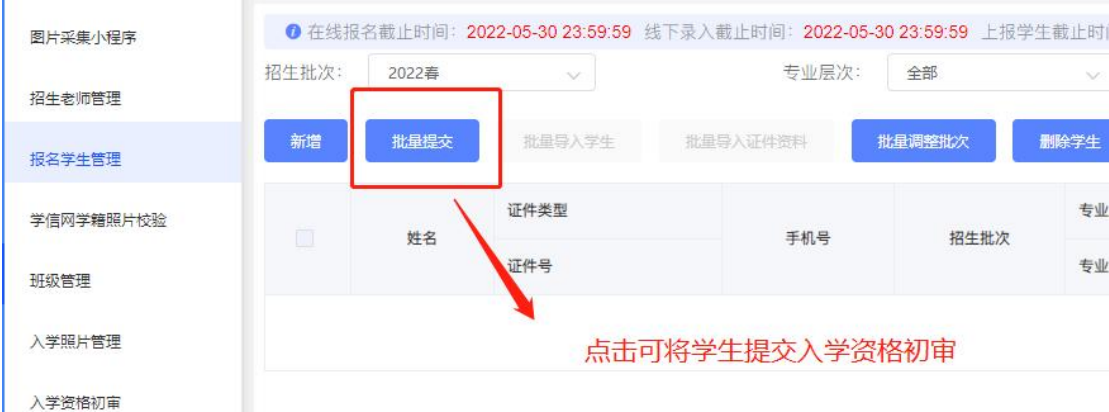 图片采集小程序
招生老师管理
报名学生管理
学信网学籍照片校验
班级管理
入学照片管理
入学资格初审
在线报名截止时间：2022-05-30 23:59:59 线下录入截止时间：2022-05-30 23:59:59 上报学生截止时
招生批次： 2022春 专业层次： 全部
新增 批量提交 批量导入学生 批量导入证件资料 批量调整批次 删除学生
姓名 证件类型 手机号 招生批次 专业
证件号 专业
点击可将学生提交入学资格初审